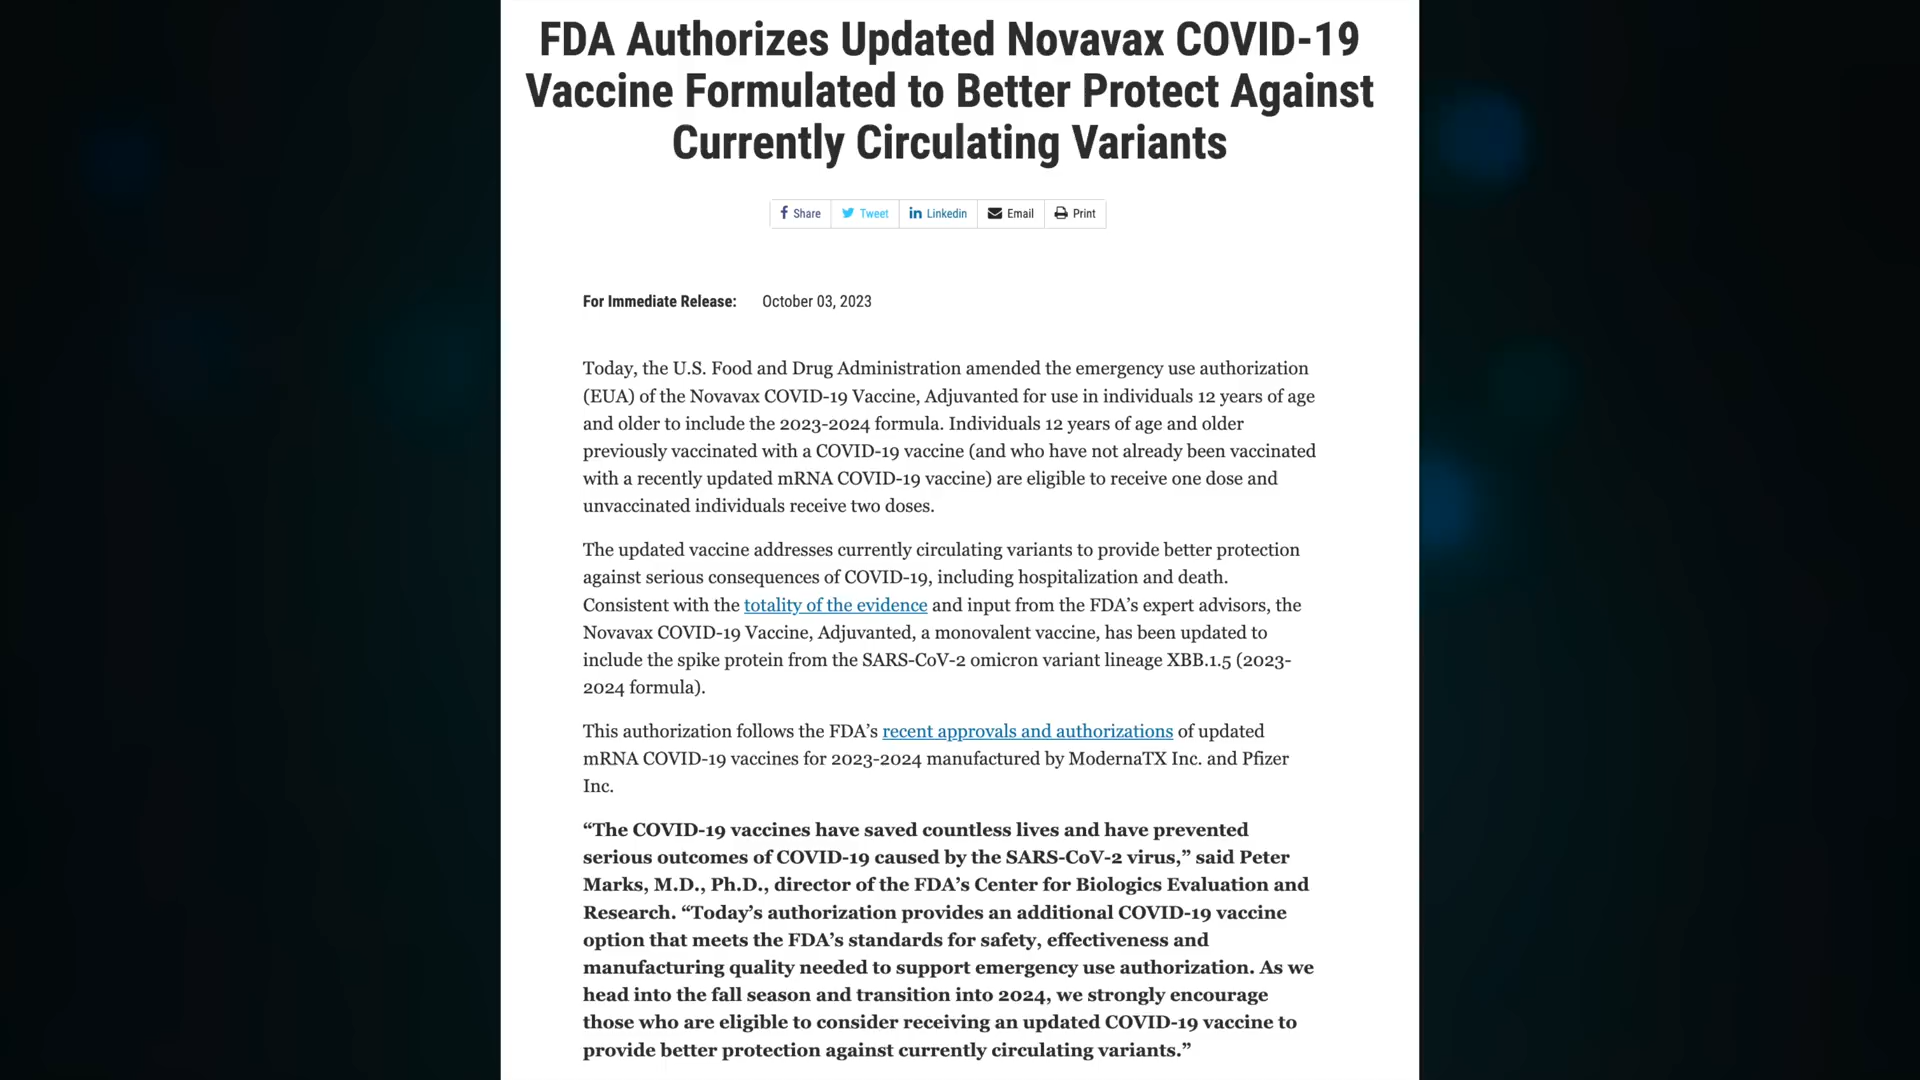 FDA Authorizes Updated Novavax COVID-19
Vaccine Formulated to Better Protect Against
Currently Circulating Variants
Share Tweet Linkedin Email Print
For Immediate Release: October 03, 2023
Today, the U.S. Food and Drug Administration amended the emergency use authorization
(EUA) of the Novavax COVID-19 Vaccine, Adjuvanted for use in individuals 12 years of age
and older to include the 2023-2024 formula. Individuals 12 years of age and older
previously vaccinated with a COVID-19 vaccine (and who have not already been vaccinated
with a recently updated mRNA COVID-19 vaccine) are eligible to receive one dose and
unvaccinated individuals receive two doses.
The updated vaccine addresses currently circulating variants to provide better protection
against serious consequences of COVID-19, including hospitalization and death.
Consistent with the totality of the evidence and input from the FDA’s expert advisors, the
Novavax COVID-19 Vaccine, Adjuvanted, a monovalent vaccine, has been updated to
include the spike protein from the SARS-CoV-2 omicron variant lineage XBB.1.5 (2023-
2024 formula).
This authorization follows the FDA’s recent approvals and authorizations of updated
mRNA COVID-19 vaccines for 2023-2024 manufactured by ModernaTX Inc. and Pfizer
Inc.
“The COVID-19 vaccines have saved countless lives and have prevented
serious outcomes of COVID-19 caused by the SARS-CoV-2 virus,” said Peter
Marks, M.D., Ph.D., director of the FDA’s Center for Biologics Evaluation and
Research. “Today’s authorization provides an additional COVID-19 vaccine
option that meets the FDA’s standards for safety, effectiveness and
manufacturing quality needed to support emergency use authorization. As we
head into the fall season and transition into 2024, we strongly encourage
those who are eligible to consider receiving an updated COVID-19 vaccine to
provide better protection against currently circulating variants.”